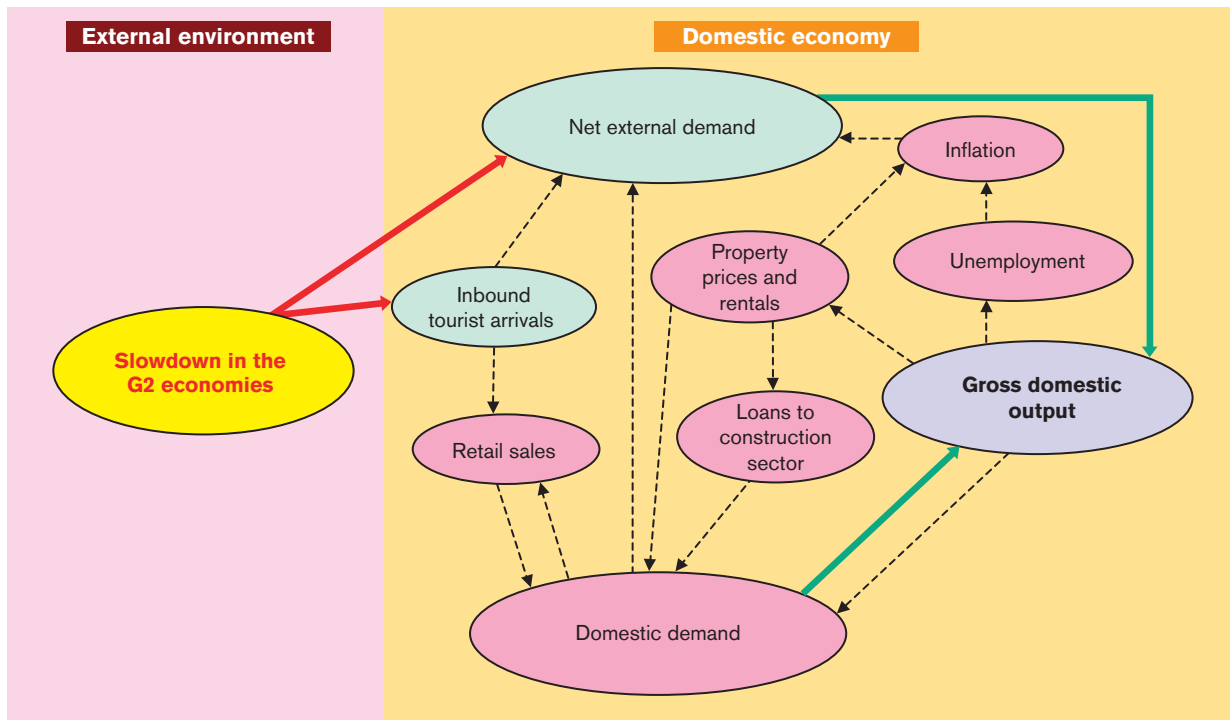 External environment
Domestic economy
Net external demand
Inflation
Property
prices and
rentals
Unemployment
Inbound
tourist arrivals
Slowdown in the
G2 economies
Gross domestic
output
Loans to
construction
sector
Retail sales
Domestic demand